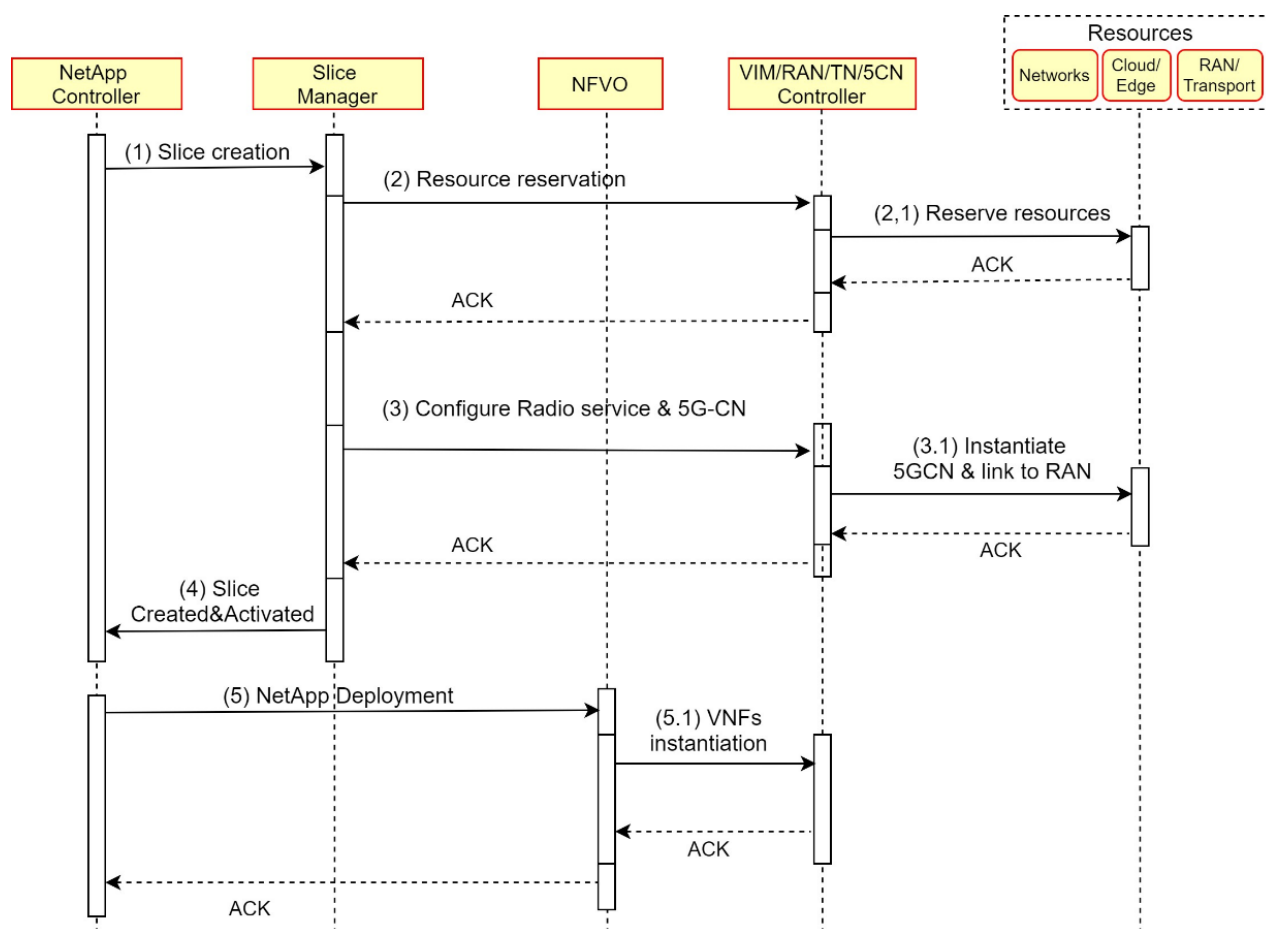 Resources
NetApp
Controller
Slice
Manager
NFVO
VIM/RAN/TN/5CN
Controller
Networks
Cloud/
Edge
RAN/
Transport
(1) Slice creation
(2) Resource reservation
(2,1) Reserve resources
ACK
ACK
(3) Configure Radio service & 5G-CN
(3.1) Instantiate
5GCN & link to RAN
ACK
ACK
(4) Slice
Created&Activated
(5) NetApp Deployment
(5.1) VNFs
instantiation
ACK
ACK